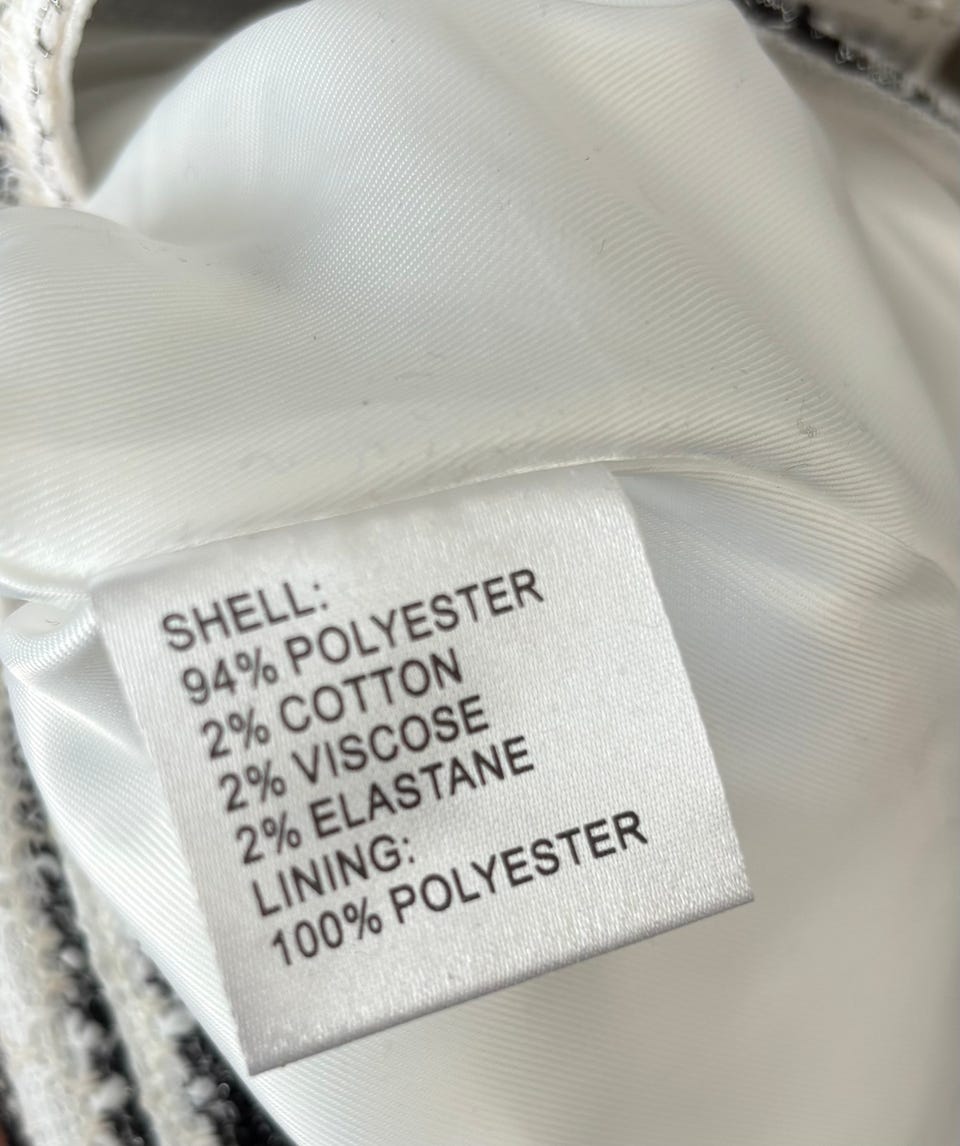 SHELL:
94% POLYESTER
2% COTTON
2% VISCOSE
2% ELASTANE
LINING:
100% POLYESTER